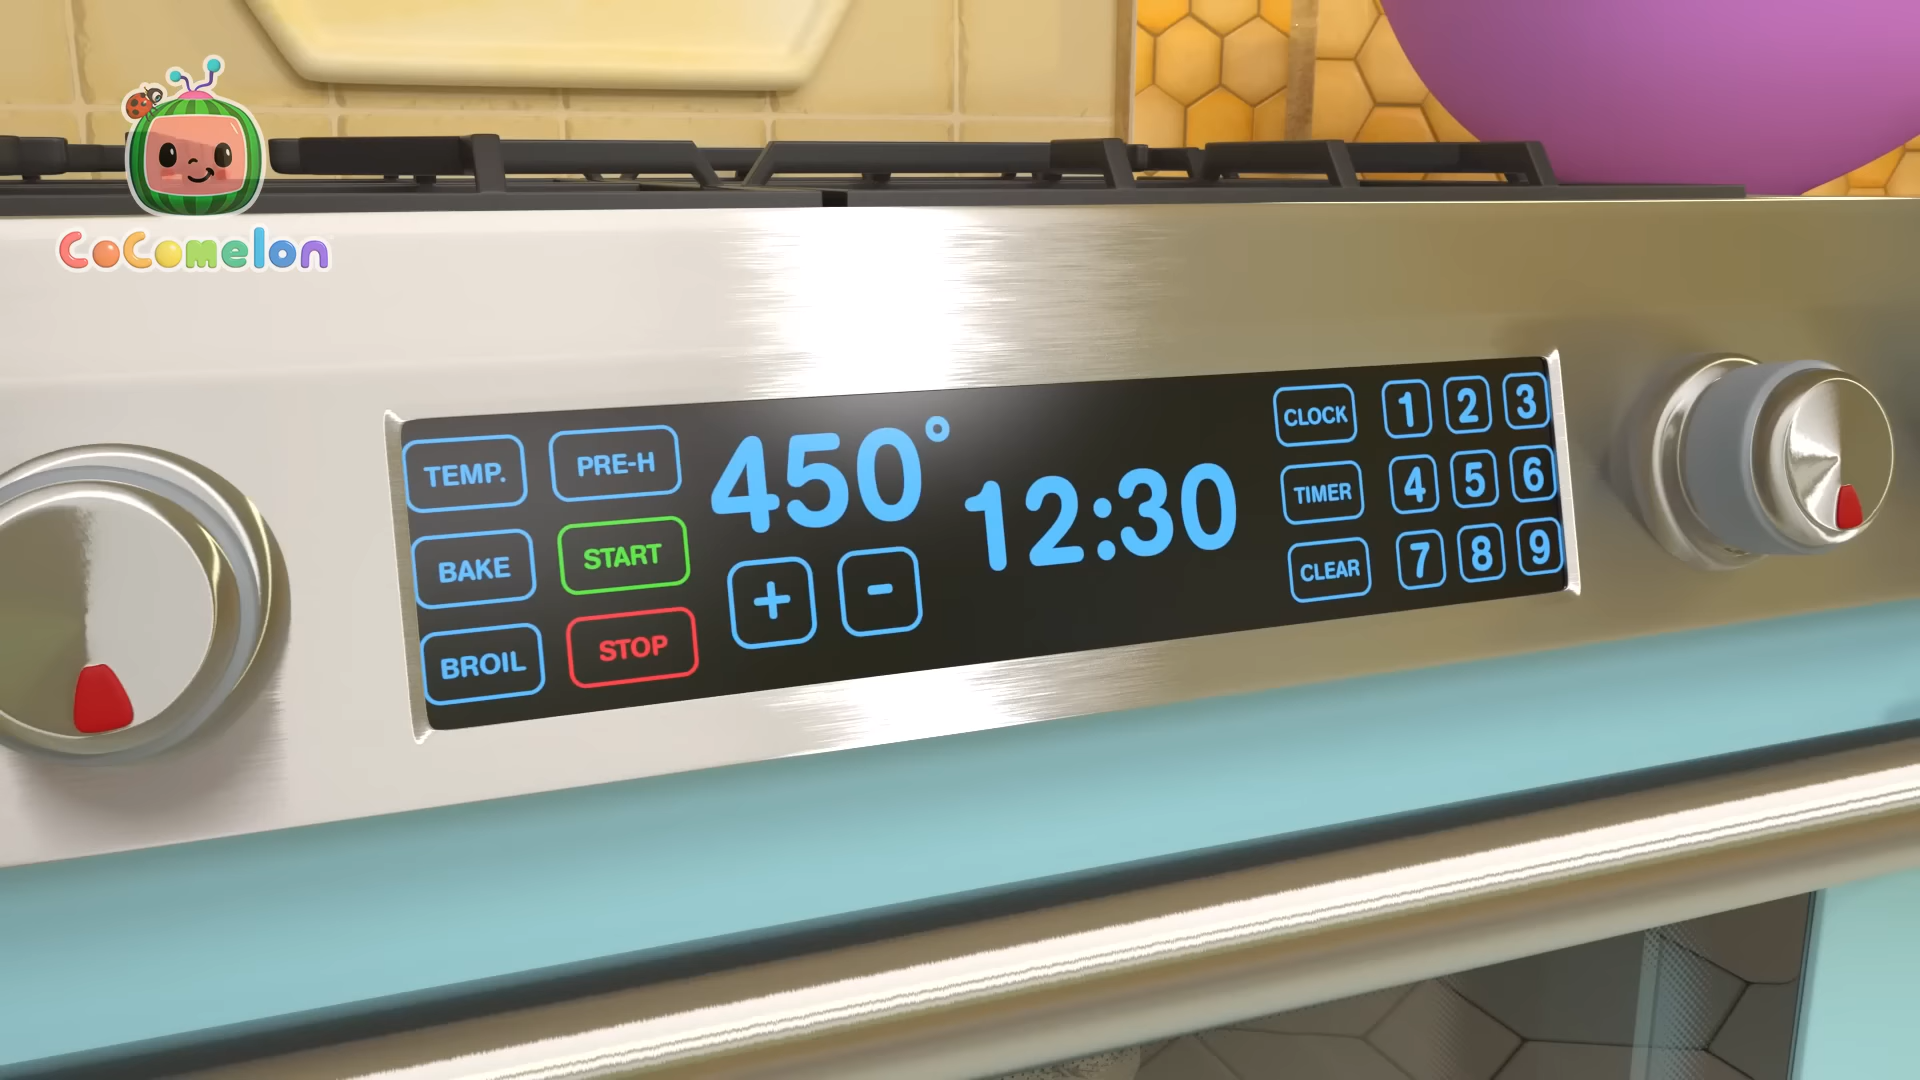 CoComelon
TEMP.
PRE-H
BAKE
START
BROIL
STOP
450°
+
-
12:30
CLOCK
1 2 3
TIMER
4 5 6
CLEAR
7 8 9